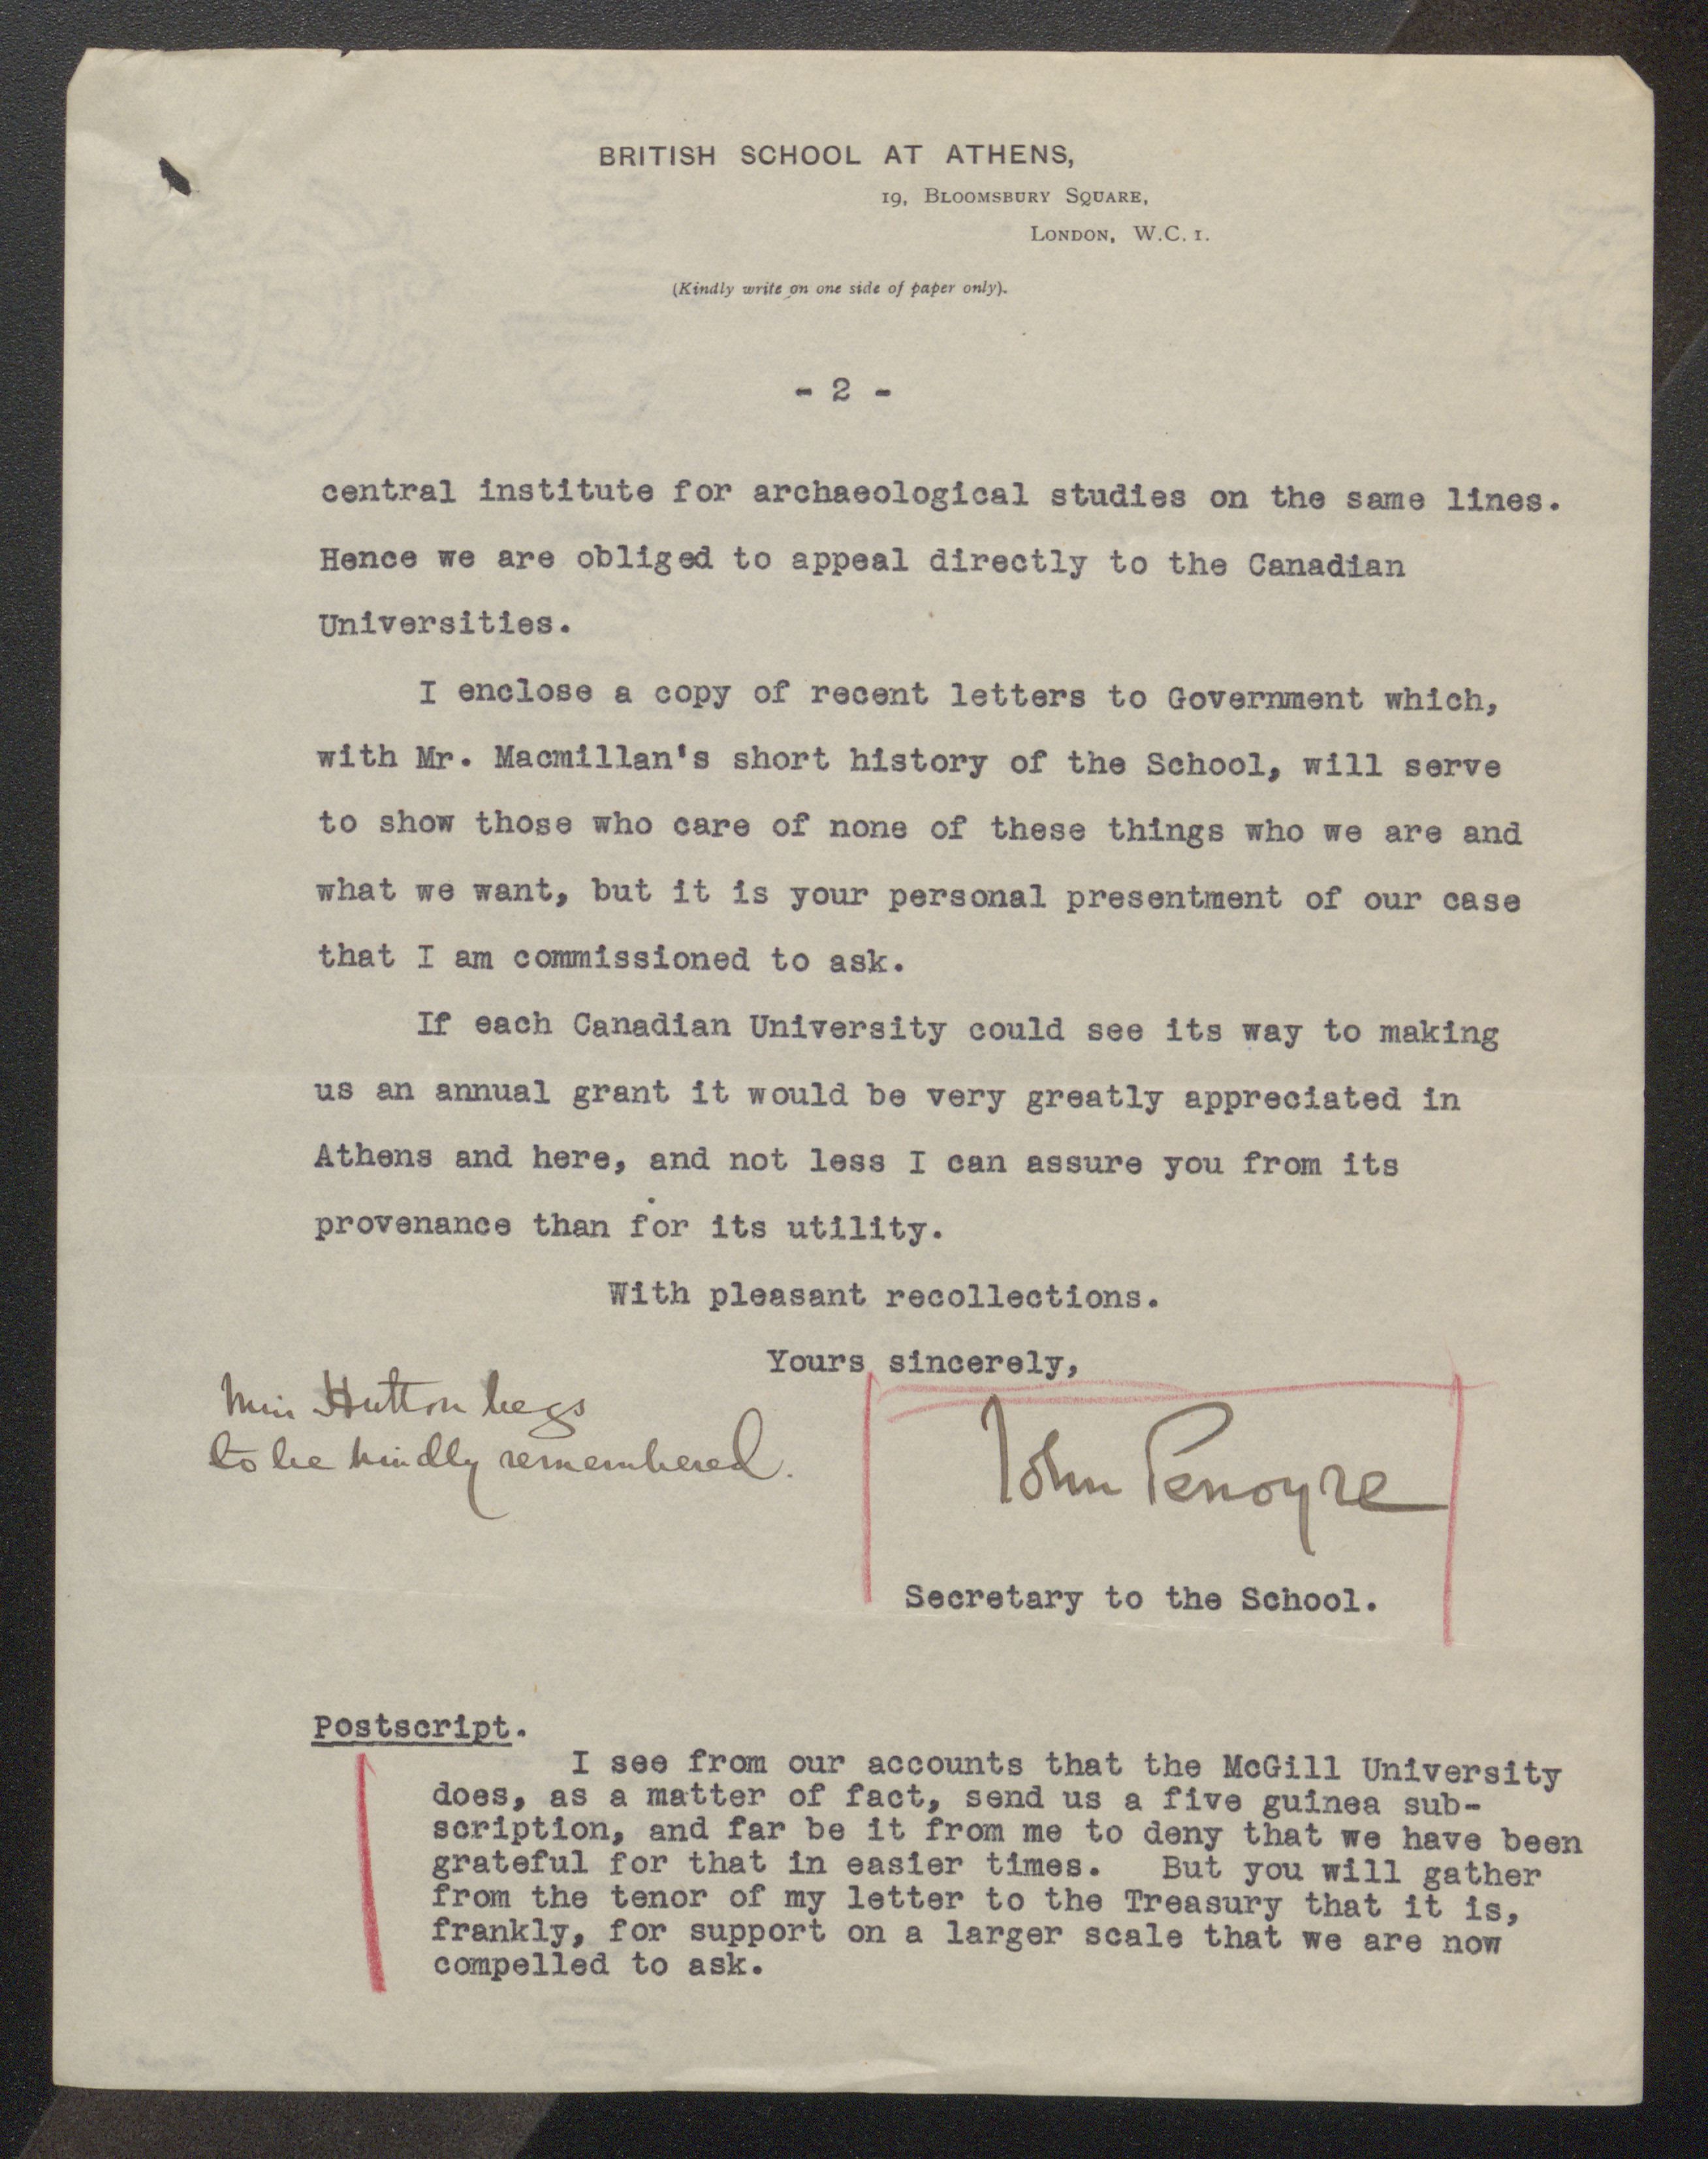 BRITISH SCHOOL AT ATHENS,
19, BLOOMSBURY SQUARE,
LONDON, W.C. 1.
(Kindly write on one side of paper only).
- 2 -
central institute for archaeological studies on the same lines.
Hence we are obliged to appeal directly to the Canadian
Universities.
I enclose a copy of recent letters to Government which,
with Mr. Macmillan's short history of the School, will serve
to show those who care of none of these things who we are and
what we want, but it is your personal presentment of our case
that I am commissioned to ask.
If each Canadian University could see its way to making
us an annual grant it would be very greatly appreciated in
Athens and here, and not less I can assure you from its
provenance than for its utility.
With pleasant recollections.
Yours sincerely,
Miss Hutton begs
to be kindly remembered.
John Penoyre
Secretary to the School.
Postscript.
I see from our accounts that the McGill University
does, as a matter of fact, send us a five guinea sub-
scription, and far be it from me to deny that we have been
grateful for that in easier times. But you will gather
from the tenor of my letter to the Treasury that it is,
frankly, for support on a larger scale that we are now
compelled to ask.